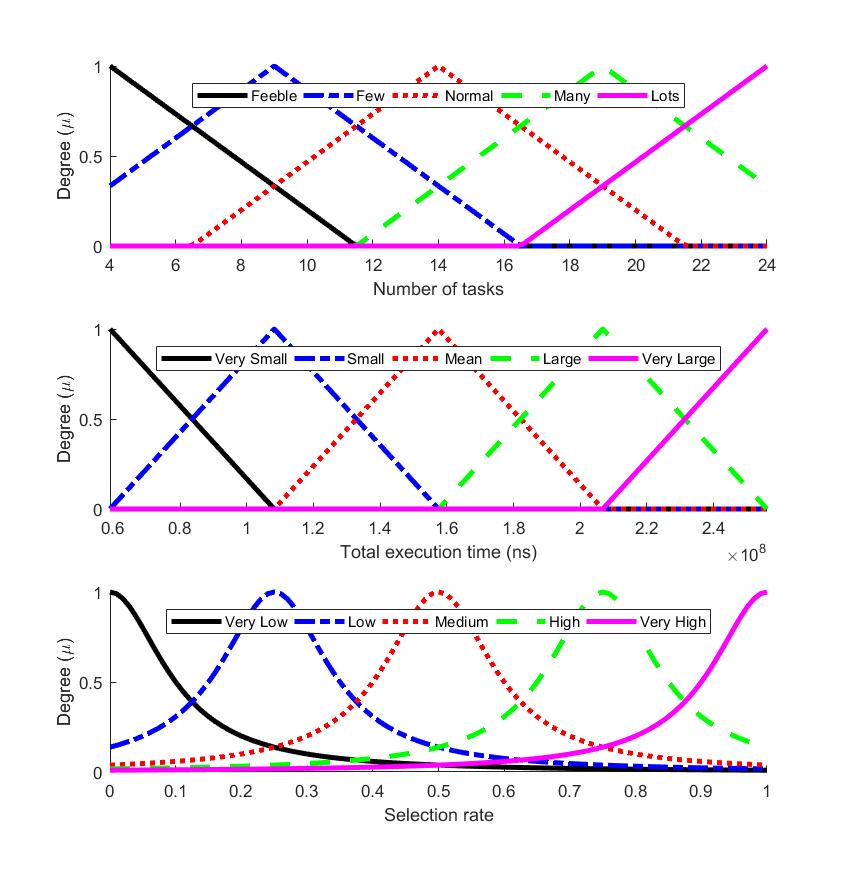 1
Feeble Few Normal Many Lots
Degree (μ)
0.5
0
4 6 8 10 12 14 16 18 20 22 24
Number of tasks
1
Very Small Small Mean Large Very Large
Degree (μ)
0.5
0
0.6 0.8 1 1.2 1.4 1.6 1.8 2 2.2 2.4
Total execution time (ns)
×10⁸
1
Very Low Low Medium High Very High
Degree (μ)
0.5
0
0 0.1 0.2 0.3 0.4 0.5 0.6 0.7 0.8 0.9 1
Selection rate